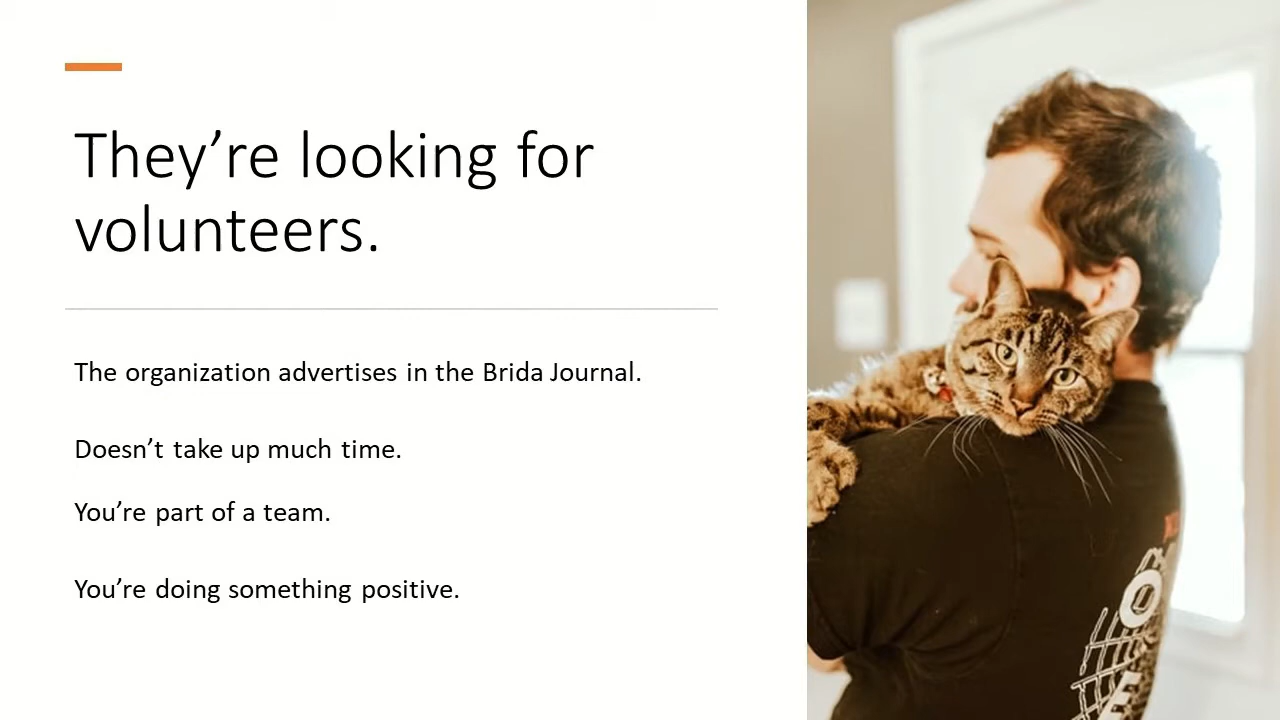 They’re looking for
volunteers.
The organization advertises in the Brida Journal.
Doesn’t take up much time.
You’re part of a team.
You’re doing something positive.